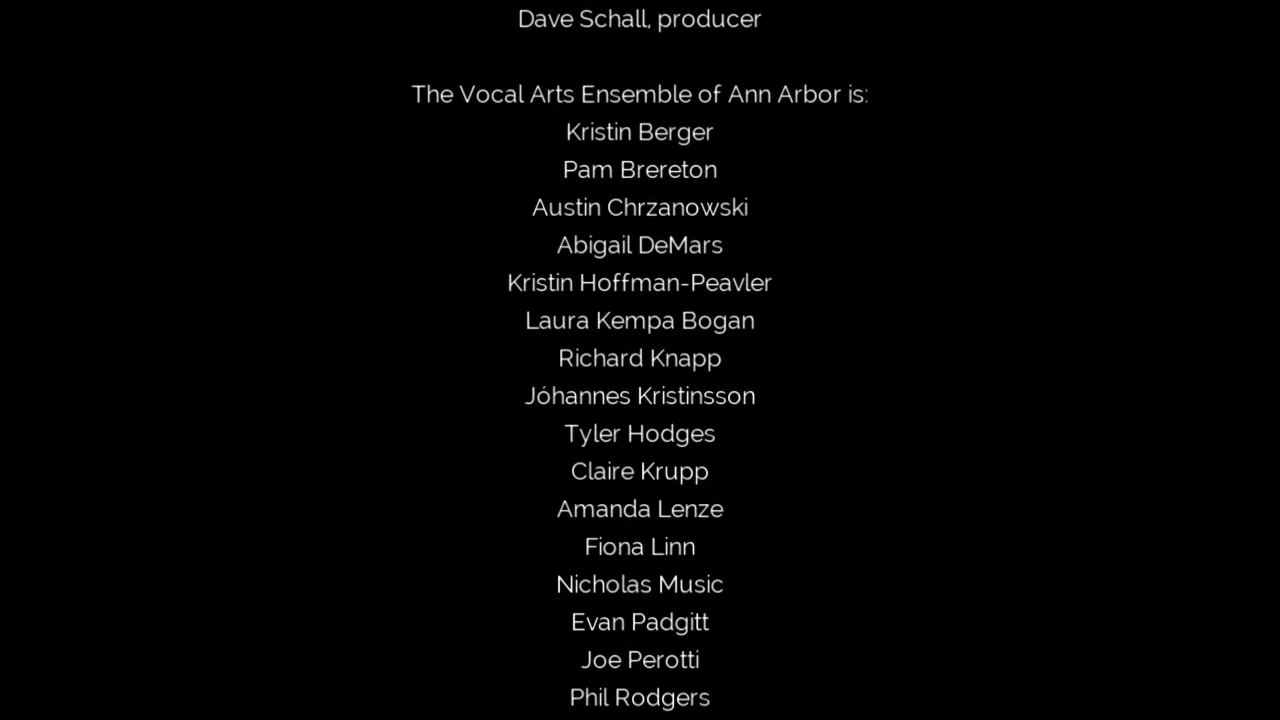 Dave Schall, producer
The Vocal Arts Ensemble of Ann Arbor is:
Kristin Berger
Pam Brereton
Austin Chrzanowski
Abigail DeMars
Kristin Hoffman-Peavler
Laura Kempa Bogan
Richard Knapp
Jóhannes Kristinsson
Tyler Hodges
Claire Krupp
Amanda Lenze
Fiona Linn
Nicholas Music
Evan Padgitt
Joe Perotti
Phil Rodgers